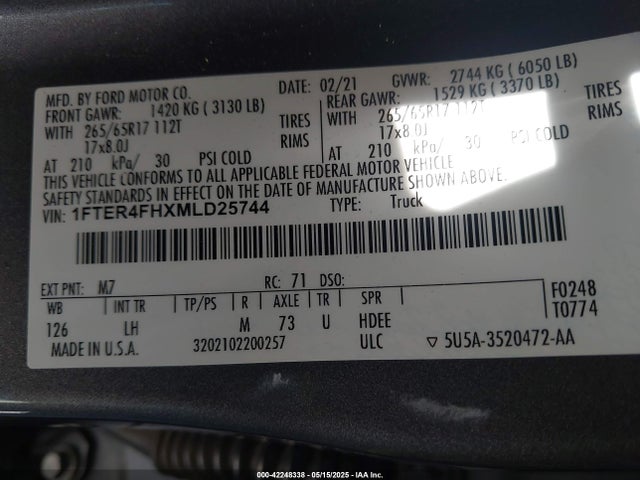 MFD. BY FORD MOTOR CO.
DATE: 02/21 GVWR: 2744 KG ( 6050 LB)
FRONT GAWR: 1420 KG ( 3130 LB) REAR GAWR: 1529 KG ( 3370 LB)
WITH 265/65R17 112T TIRES WITH 265/65R17 112T TIRES
17x8.0J RIMS 17x8.0J RIMS
AT 210 kPa/ 30 PSI COLD AT 210 kPa/ 30 PSI COLD
THIS VEHICLE CONFORMS TO ALL APPLICABLE FEDERAL MOTOR VEHICLE
SAFETY STANDARDS IN EFFECT ON THE DATE OF MANUFACTURE SHOWN ABOVE.
VIN: 1FTER4FHXMLD25744 TYPE: Truck
EXT PNT: M7 RC: 71 DSO:
WB INT TR TP/PS R AXLE TR SPR F0248
126 LH M 73 U HDEE T0774
MADE IN U.S.A. 3202102200257 ULC ▽ 5U5A-3520472-AA
000-42248338 - 05/15/2025 - IAA Inc.